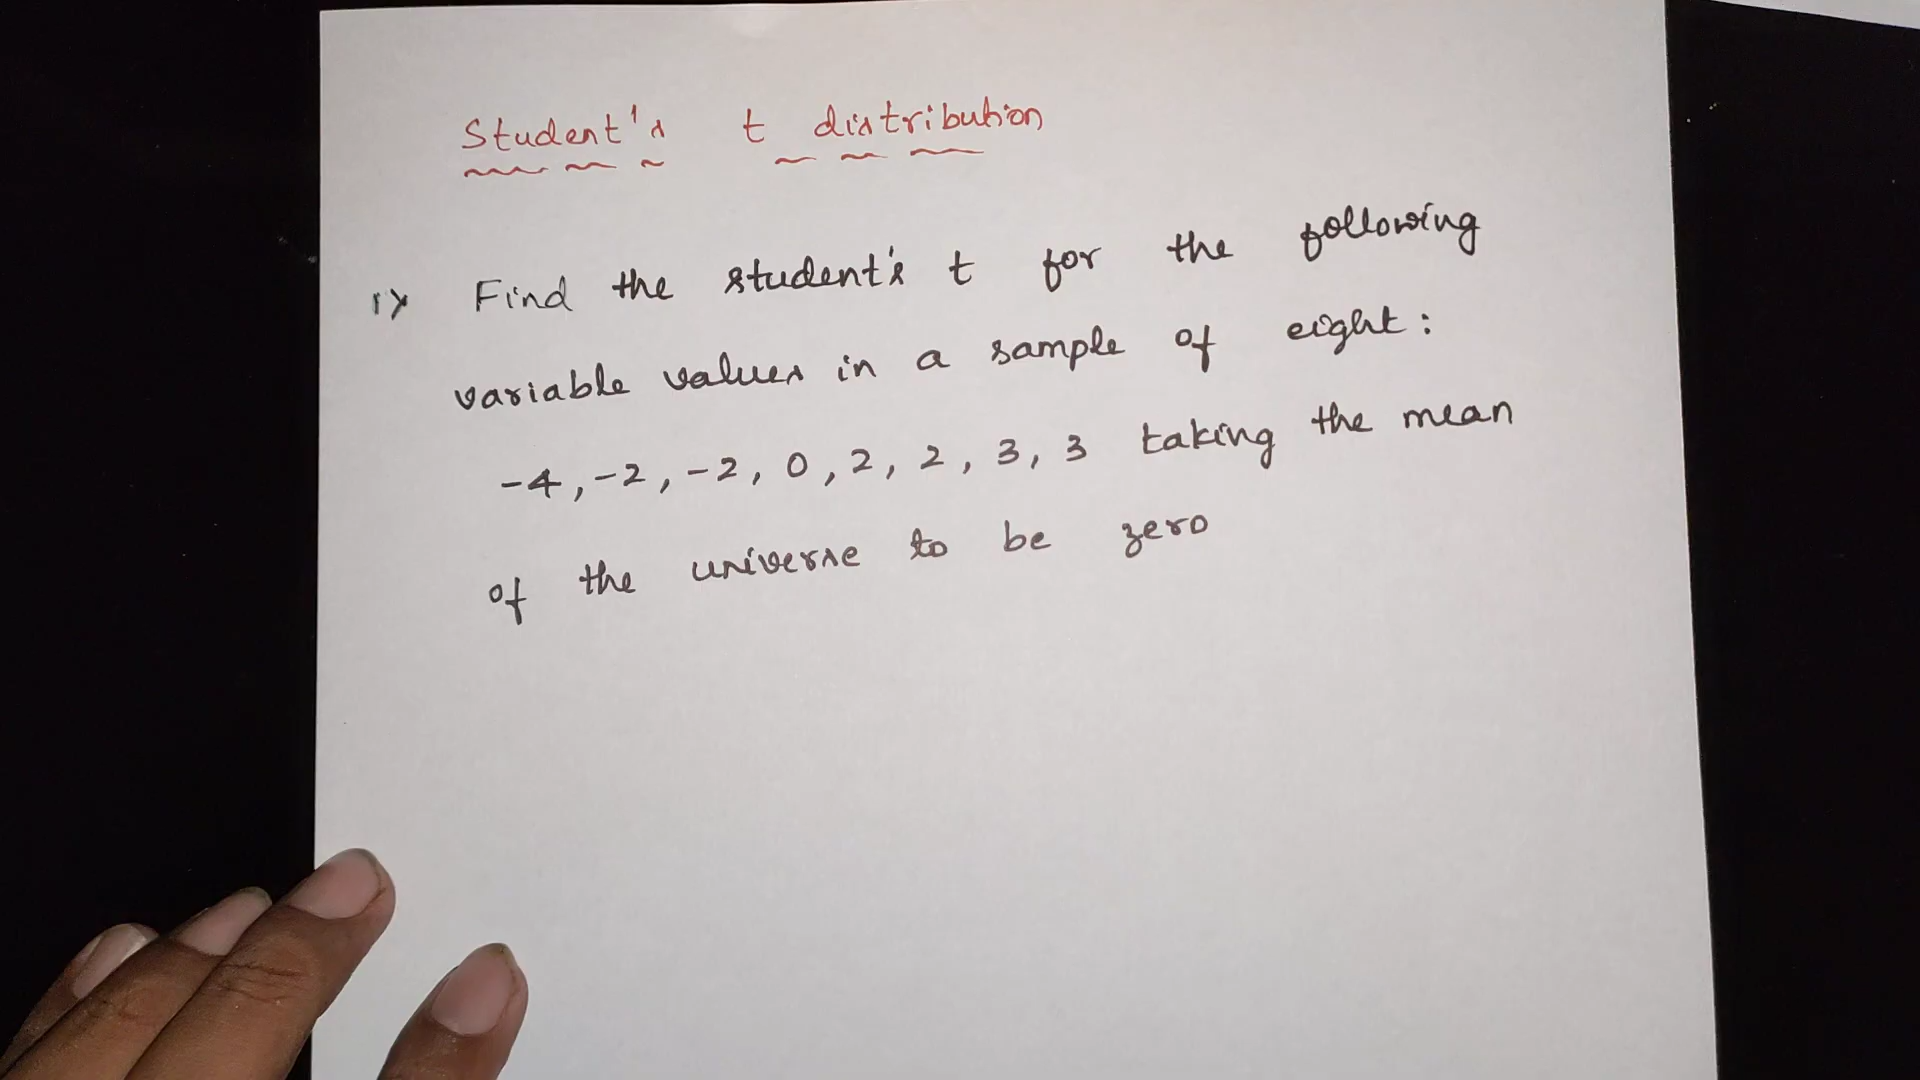 Student's t distribution
1) Find the student's t for the following
variable values in a sample of eight:
-4, -2, -2, 0, 2, 2, 3, 3 taking the mean
of the universe to be zero